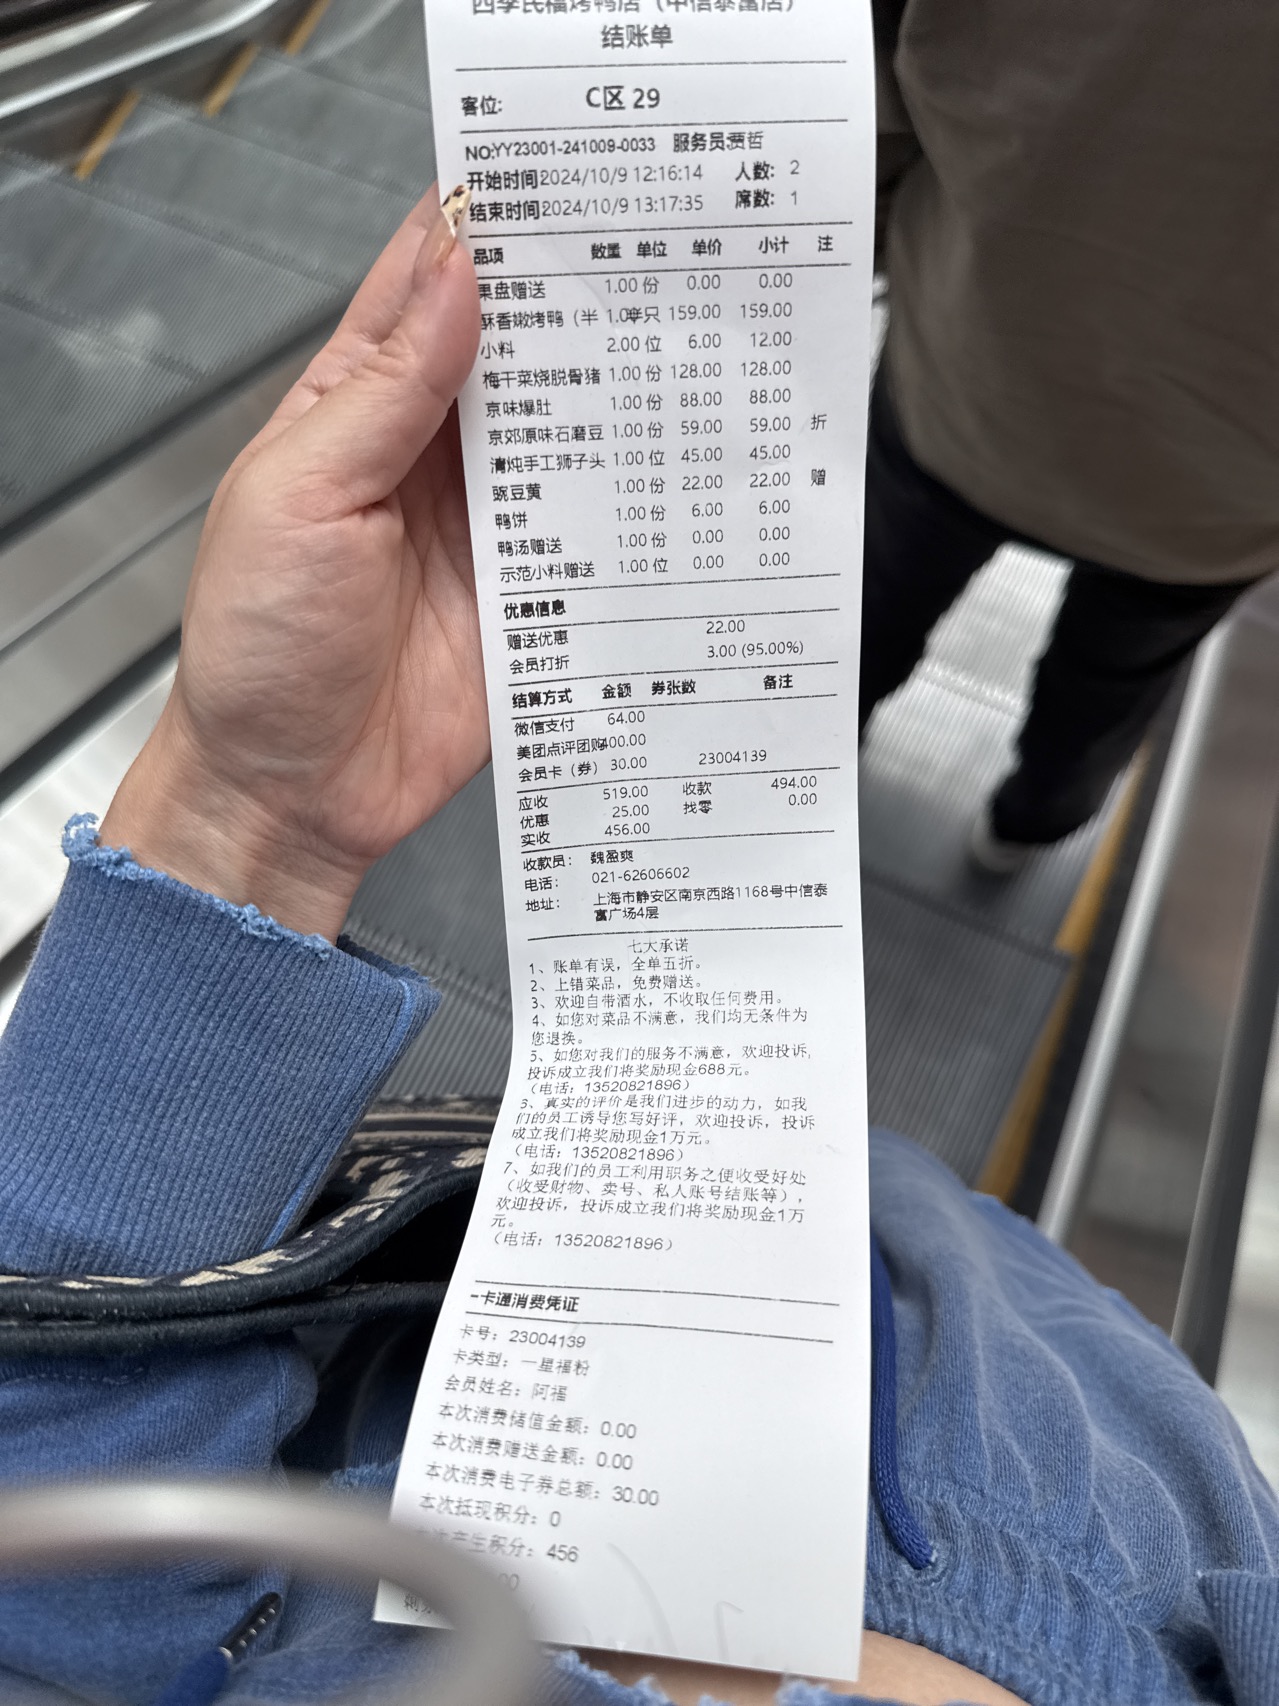 四季民福烤鸭店（中信泰富店）
结账单
客位: C区 29
NO:YY23001-241009-0033 服务员:贾哲
开始时间:2024/10/9 12:16:14 人数: 2
结束时间:2024/10/9 13:17:35 席数: 1
品项 数量 单位 单价 小计 注
果盘赠送 1.00 份 0.00 0.00
酥香嫩烤鸭（半 1.00 半只 159.00 159.00
小料 2.00 位 6.00 12.00
梅干菜烧脱骨猪 1.00 份 128.00 128.00
京味爆肚 1.00 份 88.00 88.00
京郊原味石磨豆 1.00 份 59.00 59.00 折
清炖手工狮子头 1.00 位 45.00 45.00
豌豆黄 1.00 份 22.00 22.00 赠
鸭饼 1.00 份 6.00 6.00
鸭汤赠送 1.00 份 0.00 0.00
示范小料赠送 1.00 位 0.00 0.00
优惠信息
赠送优惠 22.00
会员打折 3.00 (95.00%)
结算方式 金额 券张数 备注
微信支付 64.00
美团点评团购 400.00
会员卡（券） 30.00 23004139
应收 519.00 收款 494.00
优惠 25.00 找零 0.00
实收 456.00
收款员: 魏盈爽
电话: 021-62606602
地址: 上海市静安区南京西路1168号中信泰
富广场4层
七大承诺
1、账单有误，全单五折。
2、上错菜品，免费赠送。
3、欢迎自带酒水，不收取任何费用。
4、如您对菜品不满意，我们均无条件为
您退换。
5、如您对我们的服务不满意，欢迎投诉，
投诉成立我们将奖励现金688元。
（电话：13520821896）
3、真实的评价是我们进步的动力，如我
们的员工诱导您写好评，欢迎投诉，投诉
成立我们将奖励现金1万元。
（电话：13520821896）
7、如我们的员工利用职务之便收受好处
（收受财物、卖号、私人账号结账等），
欢迎投诉，投诉成立我们将奖励现金1万
元。
（电话：13520821896）
一卡通消费凭证
卡号：23004139
卡类型：一星福粉
会员姓名：阿福
本次消费储值金额：0.00
本次消费赠送金额：0.00
本次消费电子券总额：30.00
本次抵现积分：0
产生积分：456